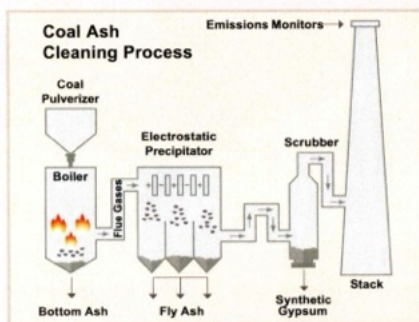 Coal Ash
Cleaning Process
Emissions Monitors
Coal
Pulverizer
Electrostatic
Precipitator
Scrubber
Boiler
Flue Gases
Stack
Bottom Ash
Fly Ash
Synthetic
Gypsum